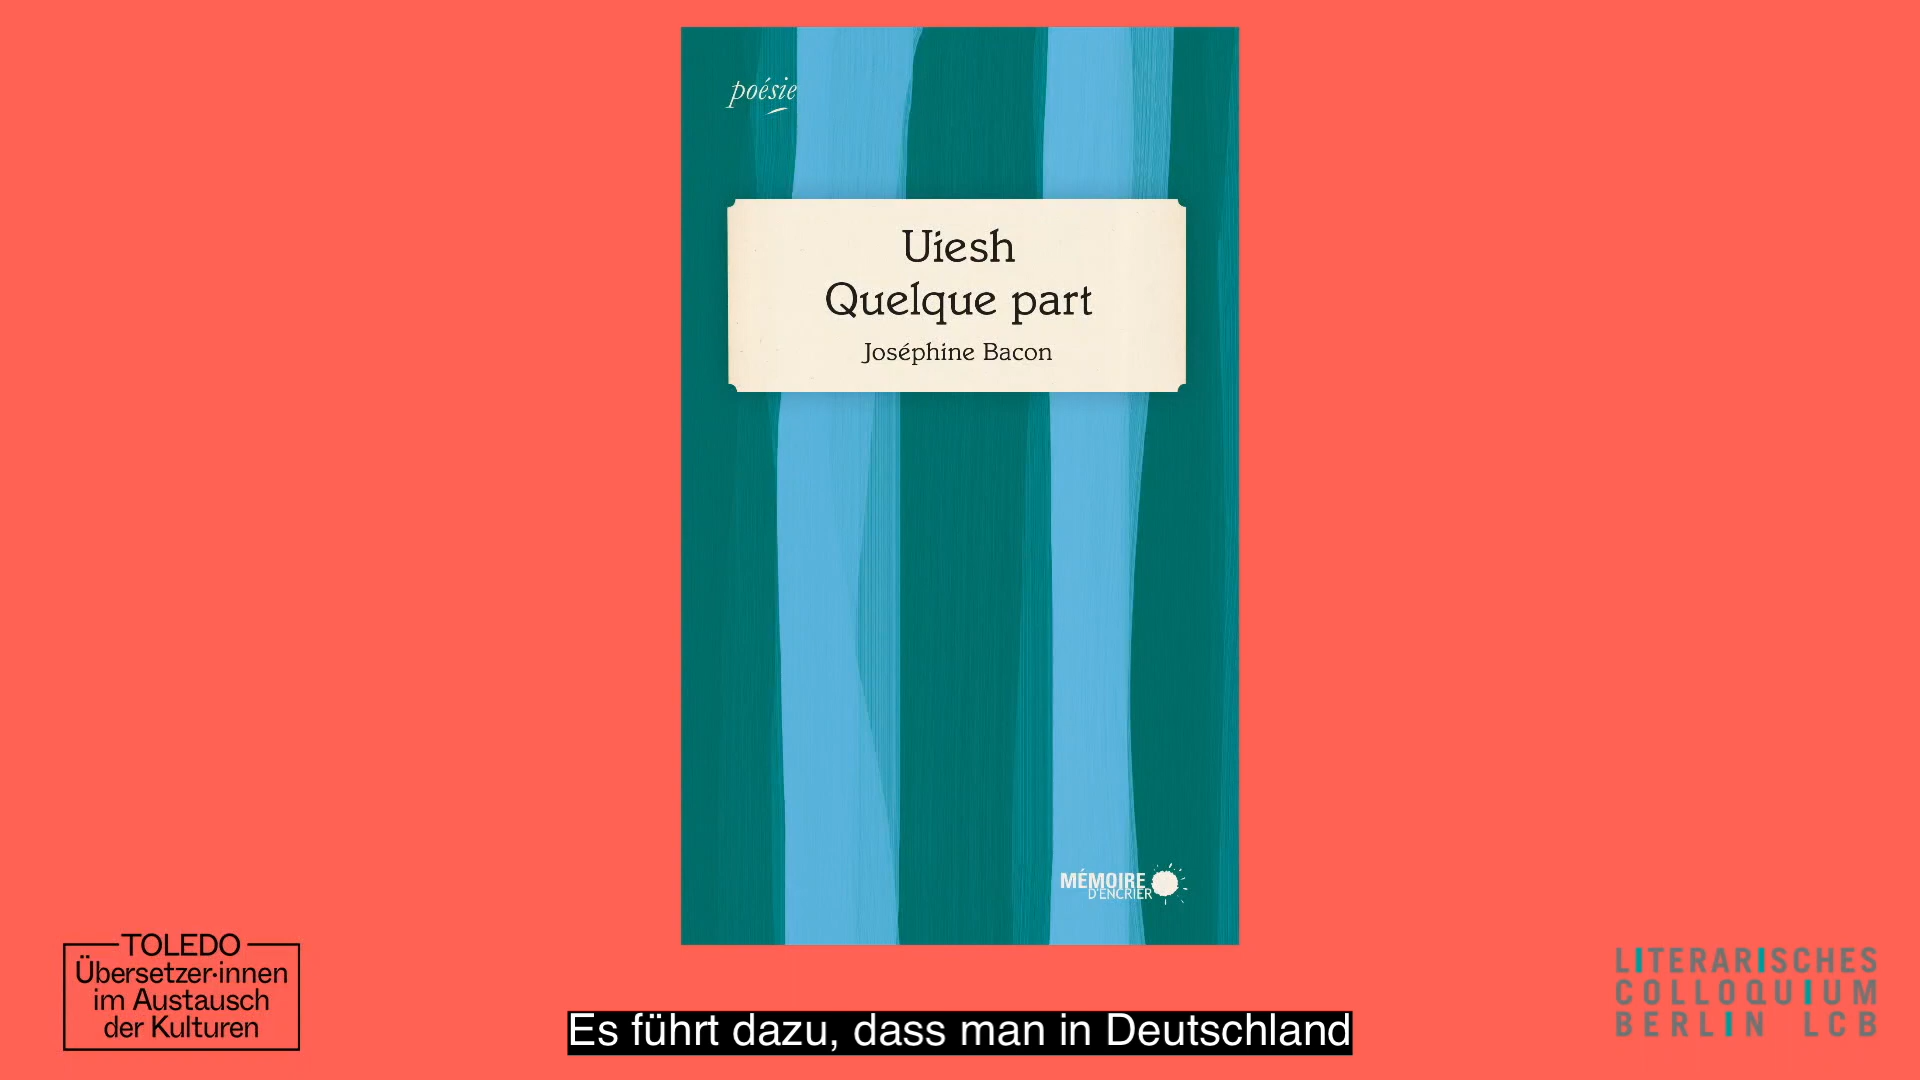 poésie
Uiesh
Quelque part
Joséphine Bacon
MÉMOIRE
D'ENCRIER
TOLEDO
Übersetzer·innen
im Austausch
der Kulturen
Es führt dazu, dass man in Deutschland
LITERARISCHES
COLLOQUIUM
BERLIN LCB